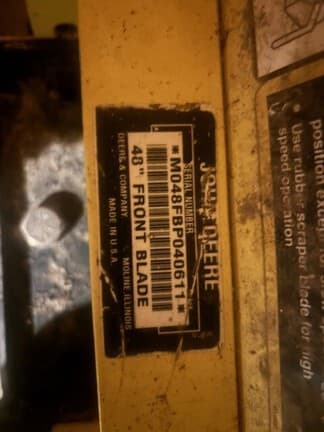 JOHN DEERE
SERIAL NUMBER
*M048FBP040611*
48" FRONT BLADE
DEERE & COMPANY MOLINE, ILLINOIS
MADE IN U.S.A.
position except
• Use rubber scraper blade for high
speed operation